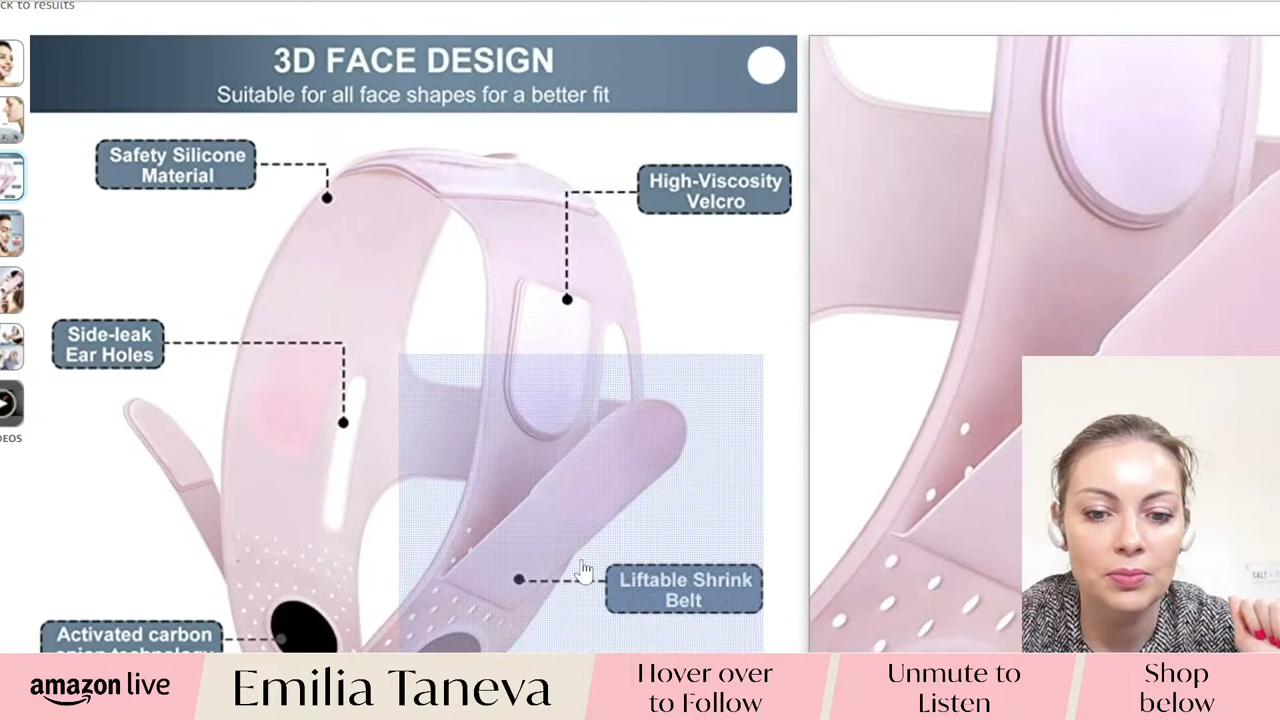 ck to results
3D FACE DESIGN
Suitable for all face shapes for a better fit
Safety Silicone
Material
High-Viscosity
Velcro
Side-leak
Ear Holes
DEOS
Liftable Shrink
Belt
Activated carbon
SALT
amazon live
Emilia Taneva
Hover over
to Follow
Unmute to
Listen
Shop
below